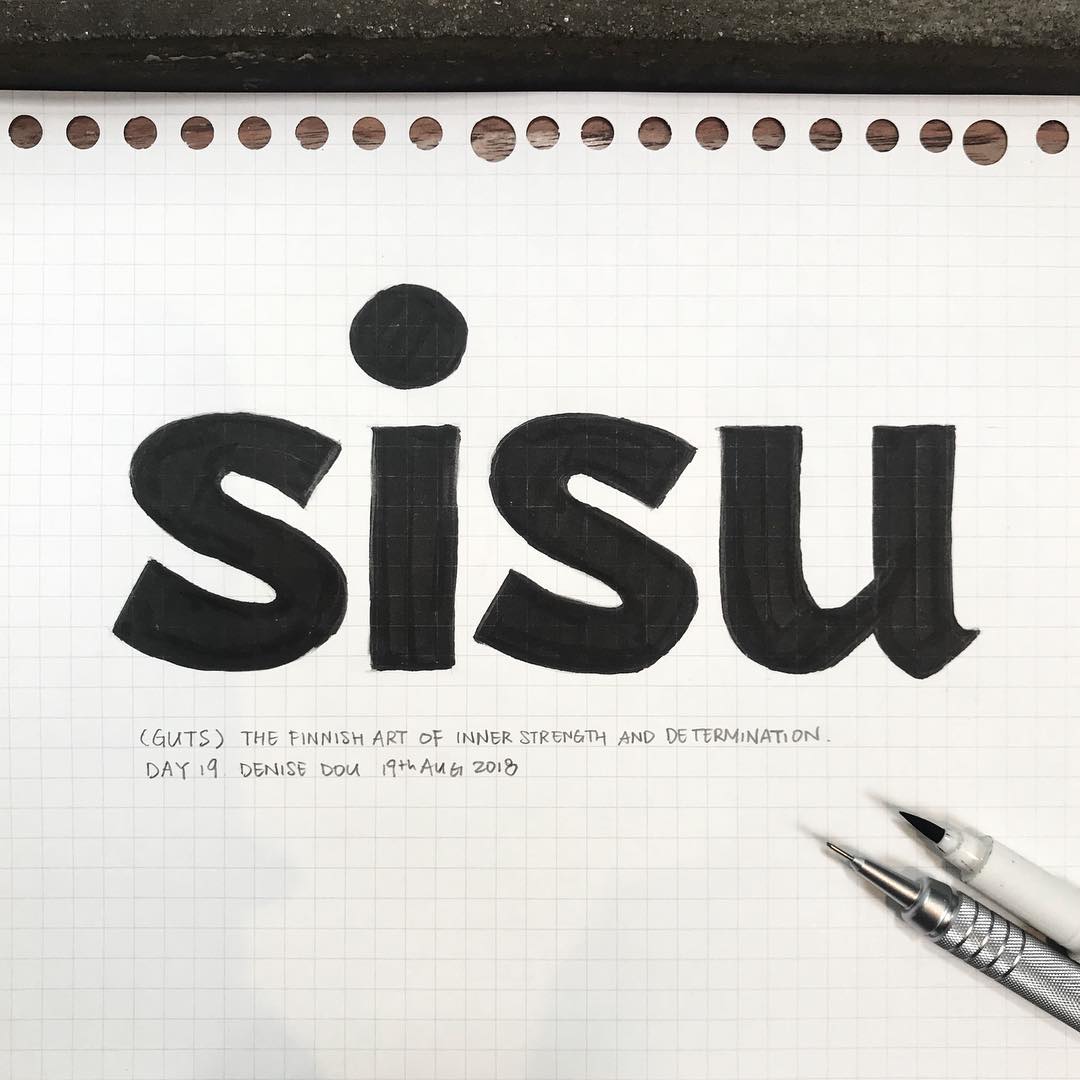 sisu
(GUTS) THE FINNISH ART OF INNER STRENGTH AND DETERMINATION.
DAY 19 DENISE DOU 19th AUG 2018